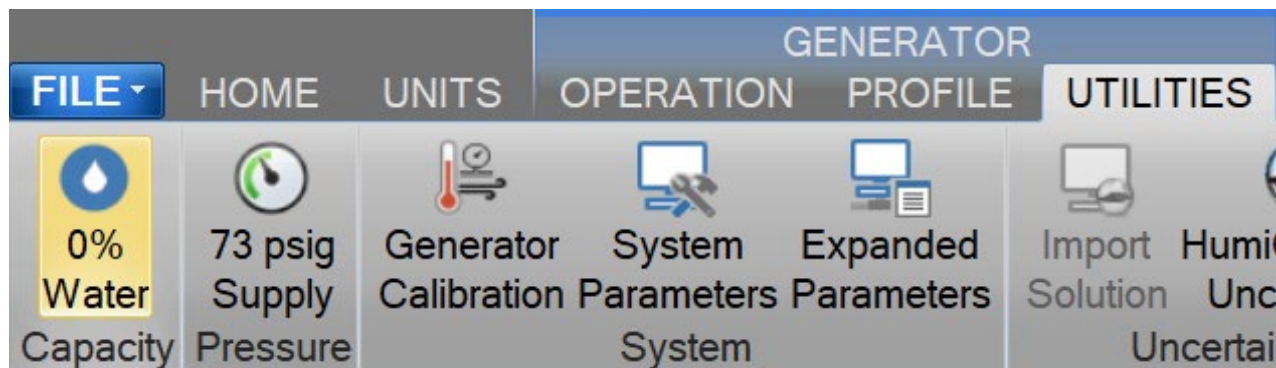 GENERATOR
FILE HOME UNITS OPERATION PROFILE UTILITIES
0% Water
73 psig Supply
Generator Calibration
System Parameters
Expanded Parameters
Import Solution
Capacity Pressure System